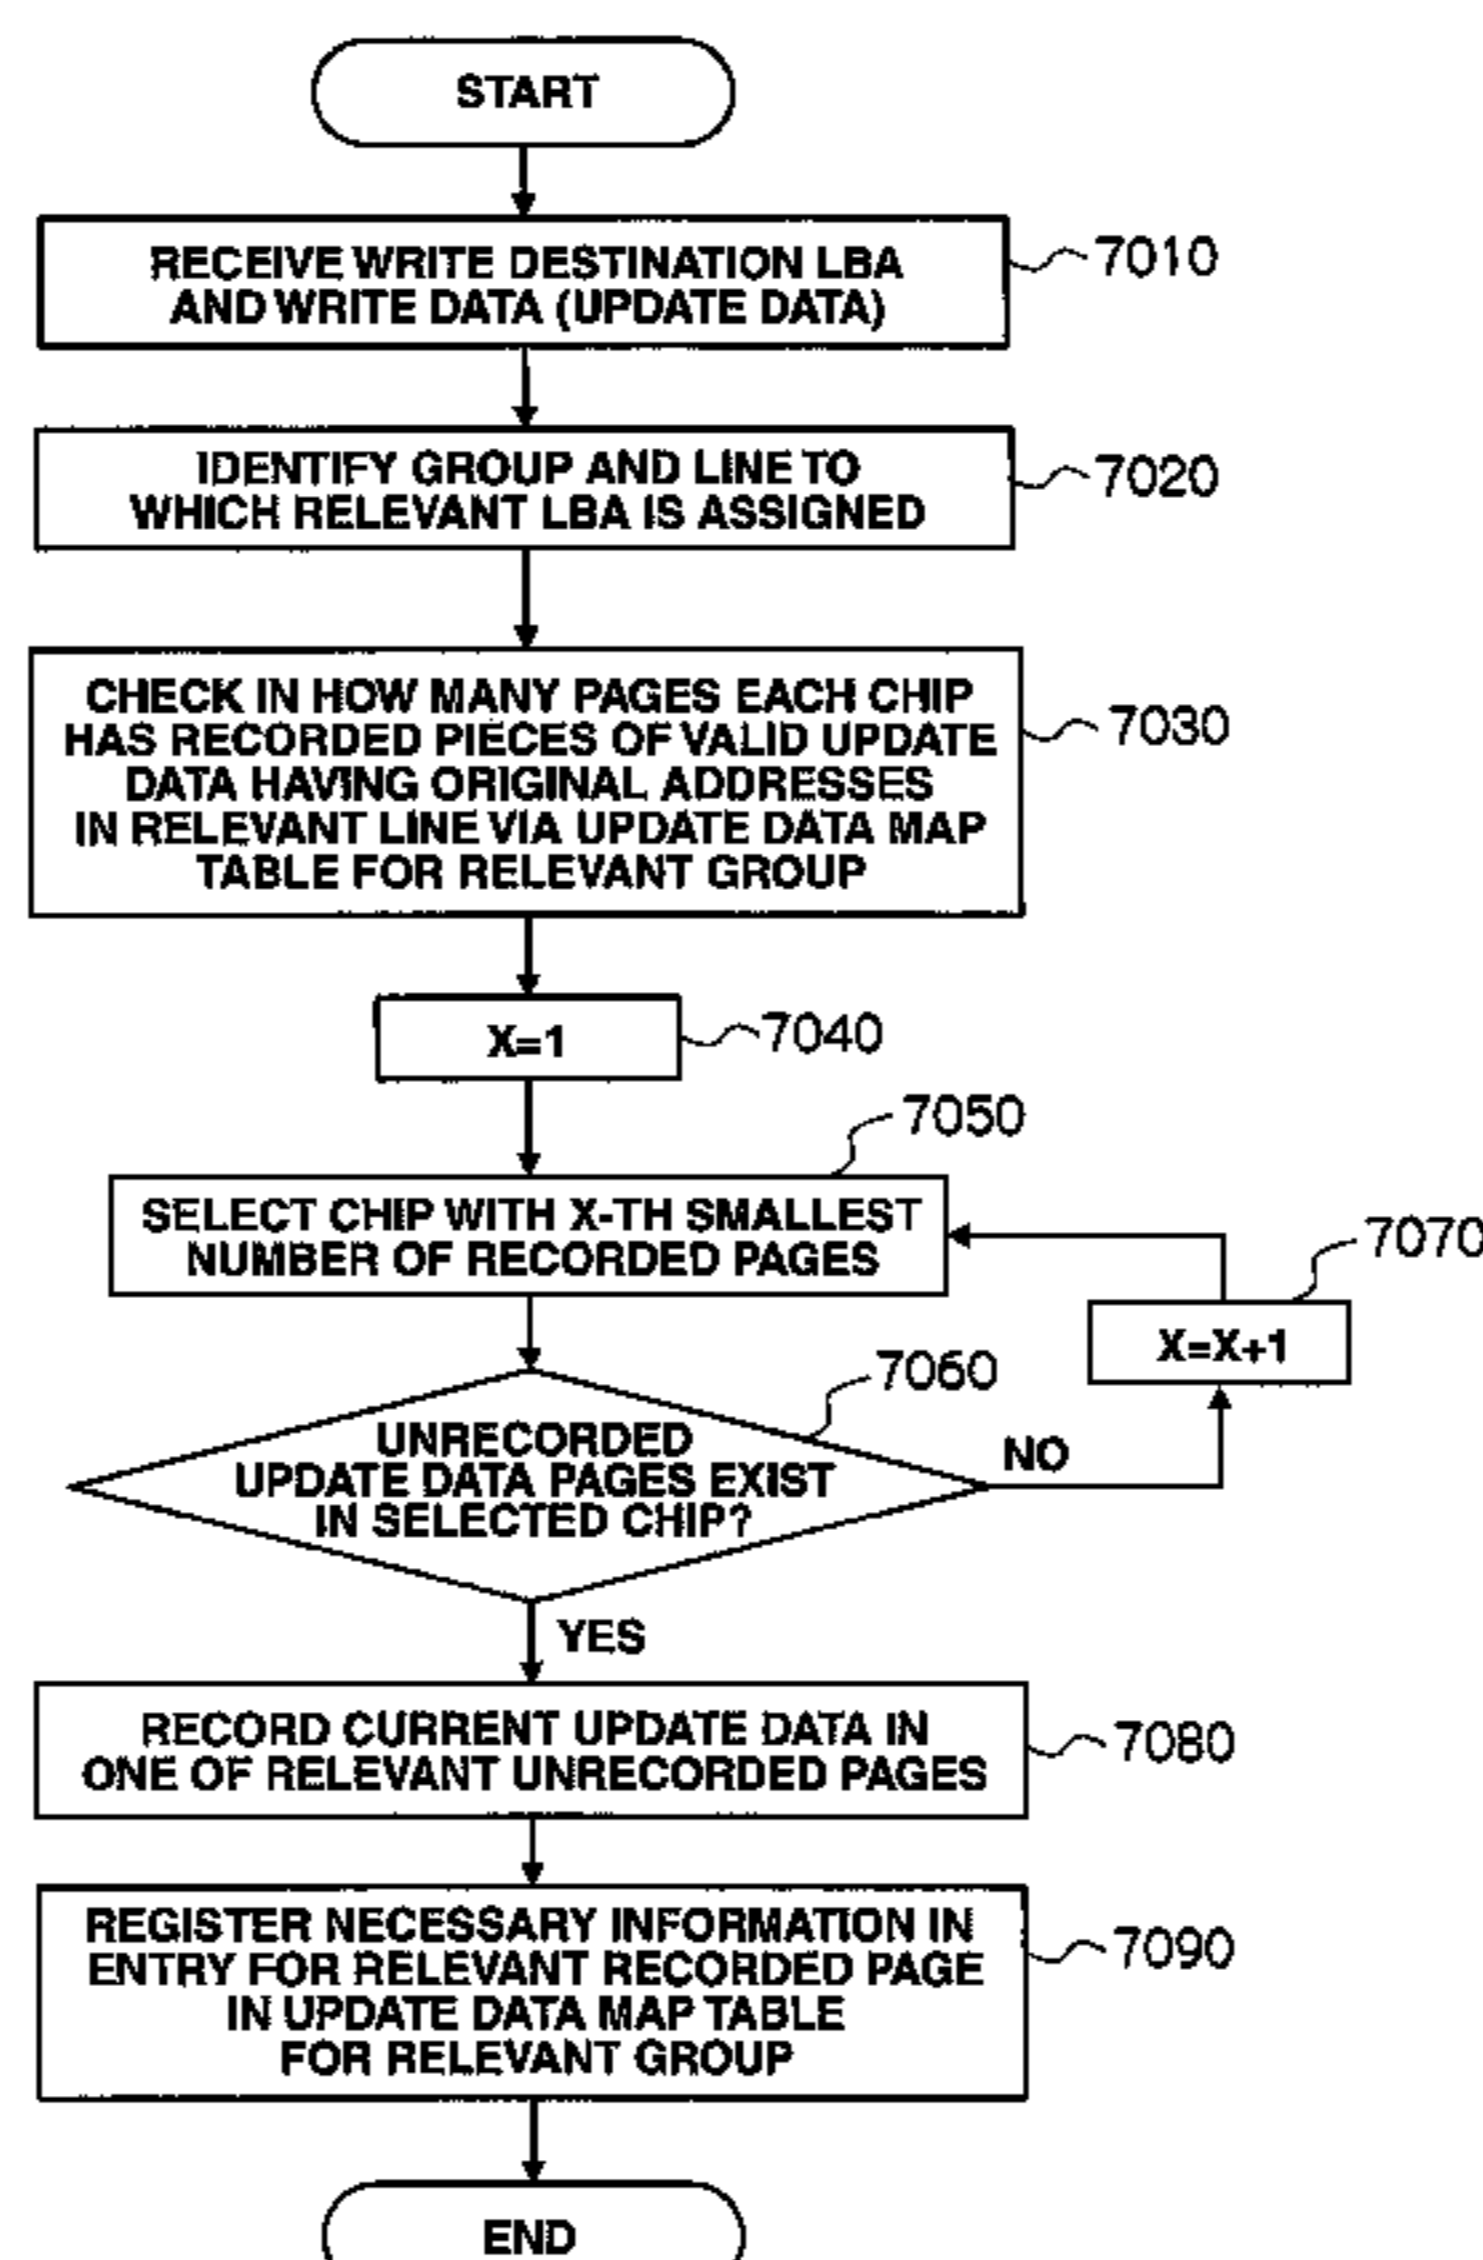 START
RECEIVE WRITE DESTINATION LBA
AND WRITE DATA (UPDATE DATA)
7010
IDENTIFY GROUP AND LINE TO
WHICH RELEVANT LBA IS ASSIGNED
7020
CHECK IN HOW MANY PAGES EACH CHIP
HAS RECORDED PIECES OF VALID UPDATE
DATA HAVING ORIGINAL ADDRESSES
IN RELEVANT LINE VIA UPDATE DATA MAP
TABLE FOR RELEVANT GROUP
7030
X=1
7040
7050
SELECT CHIP WITH X-TH SMALLEST
NUMBER OF RECORDED PAGES
7070
X=X+1
7060
UNRECORDED
UPDATE DATA PAGES EXIST
IN SELECTED CHIP?
NO
YES
RECORD CURRENT UPDATE DATA IN
ONE OF RELEVANT UNRECORDED PAGES
7080
REGISTER NECESSARY INFORMATION IN
ENTRY FOR RELEVANT RECORDED PAGE
IN UPDATE DATA MAP TABLE
FOR RELEVANT GROUP
7090
END